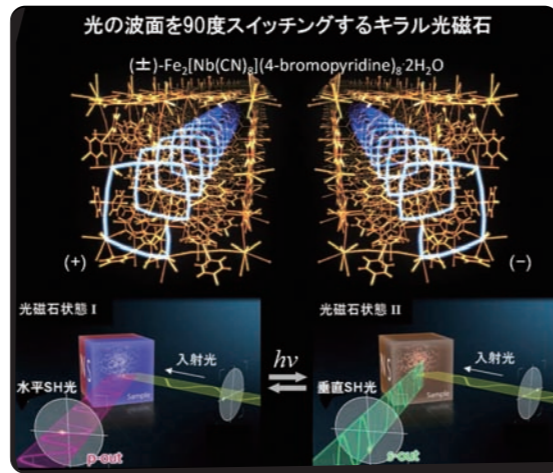 光の波面を90度スイッチングするキラル光磁石
(±)-Fe₂[Nb(CN)₈](4-bromopyridine)₈·2H₂O
(+)
(−)
光磁石状態 I
光磁石状態 II
入射光
hν
入射光
水平SH光
垂直SH光
S
Sample
Sample
p-out
s-out